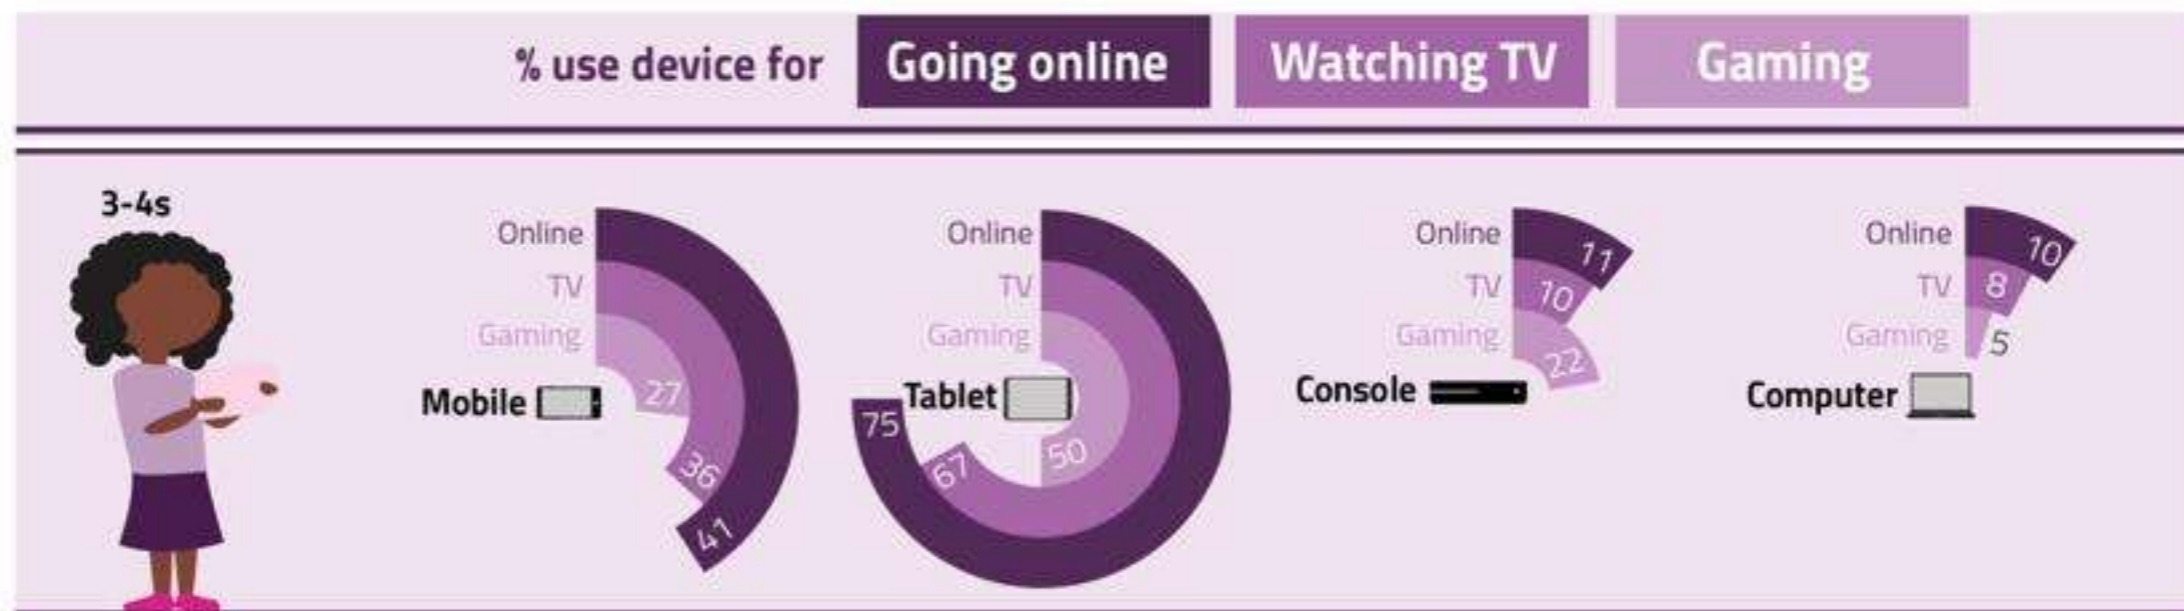 % use device for Going online Watching TV Gaming
3-4s
Online
TV
Gaming 27
Mobile
36
41
Online
TV
Gaming
Tablet
75
67
50
Online 11
TV 10
Gaming 22
Console
Online 10
TV 8
Gaming 5
Computer